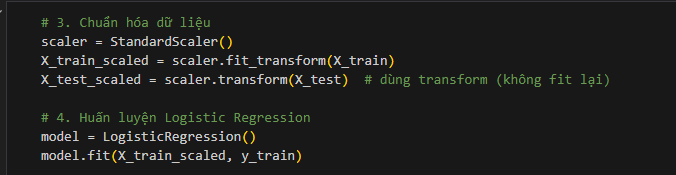 # 3. Chuẩn hóa dữ liệu
scaler = StandardScaler()
X_train_scaled = scaler.fit_transform(X_train)
X_test_scaled = scaler.transform(X_test)  # dùng transform (không fit lại)
# 4. Huấn luyện Logistic Regression
model = LogisticRegression()
model.fit(X_train_scaled, y_train)